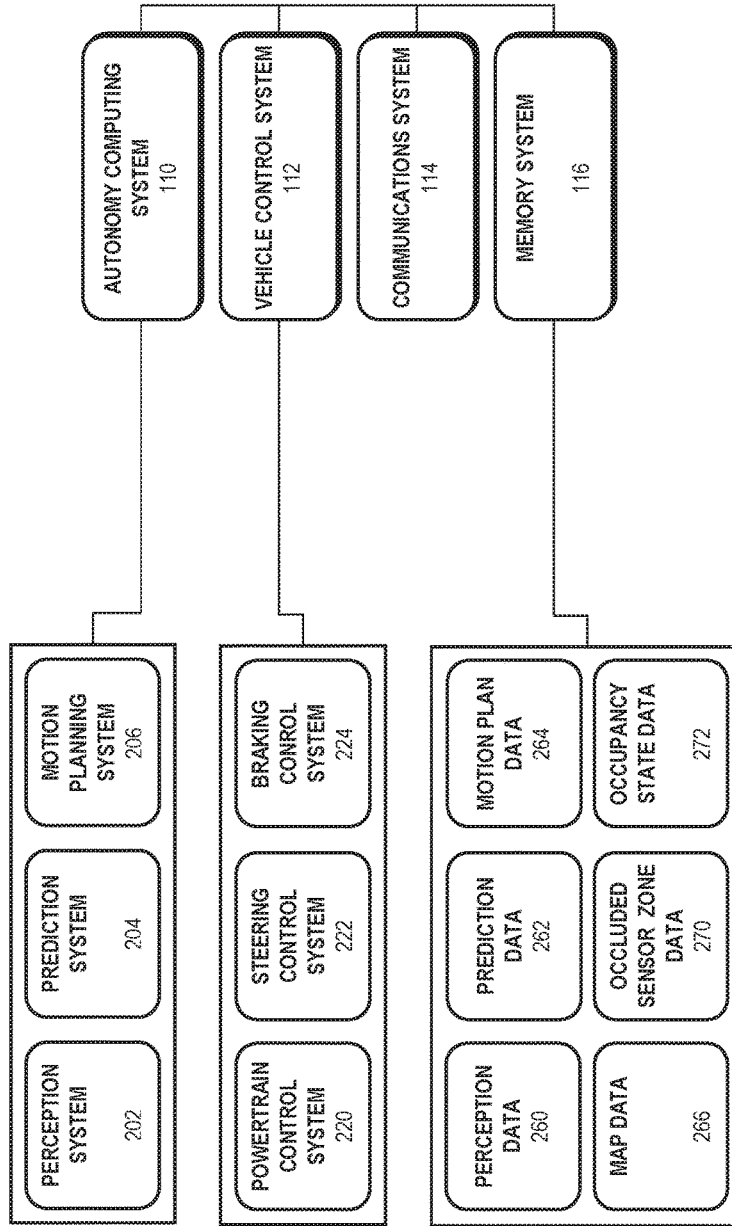 AUTONOMY COMPUTING
SYSTEM
110
VEHICLE CONTROL SYSTEM
112
COMMUNICATIONS SYSTEM
114
MEMORY SYSTEM
116
PERCEPTION
SYSTEM
202
PREDICTION
SYSTEM
204
MOTION
PLANNING
SYSTEM
206
POWERTRAIN
CONTROL
SYSTEM
220
STEERING
CONTROL
SYSTEM
222
BRAKING
CONROL
SYSTEM
224
PERCEPTION
DATA
260
PREDICTION
DATA
262
MOTION PLAN
DATA
264
MAP DATA
266
OCCLUDED
SENSOR ZONE
DATA
270
OCCUPANCY
STATE DATA
272